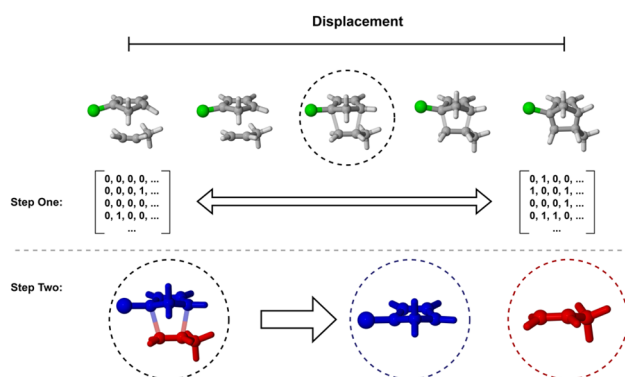 Displacement
Step One:
0, 0, 0, 0, ...
0, 0, 0, 1, ...
0, 0, 0, 0, ...
0, 1, 0, 0, ...
...
0, 1, 0, 0, ...
1, 0, 0, 1, ...
0, 0, 0, 1, ...
0, 1, 1, 0, ...
...
Step Two: